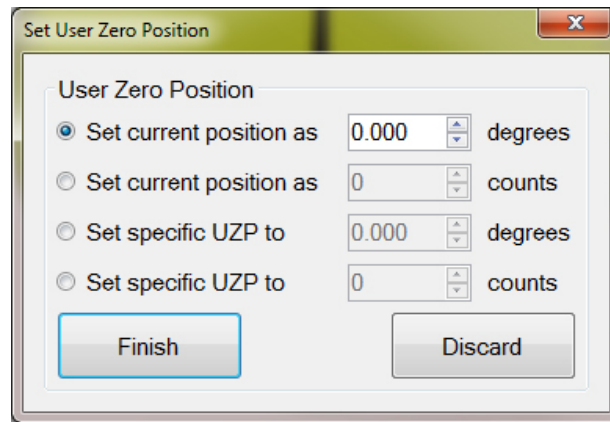 Set User Zero Position
User Zero Position
Set current position as 0.000 degrees
Set current position as 0 counts
Set specific UZP to 0.000 degrees
Set specific UZP to 0 counts
Finish Discard